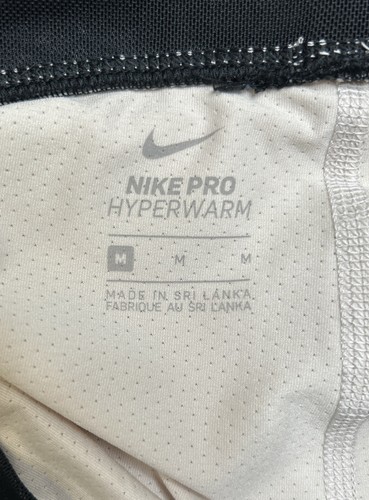 NIKE PRO
HYPERWARM
M M M
MADE IN SRI LANKA
FABRIQUE AU SRI LANKA